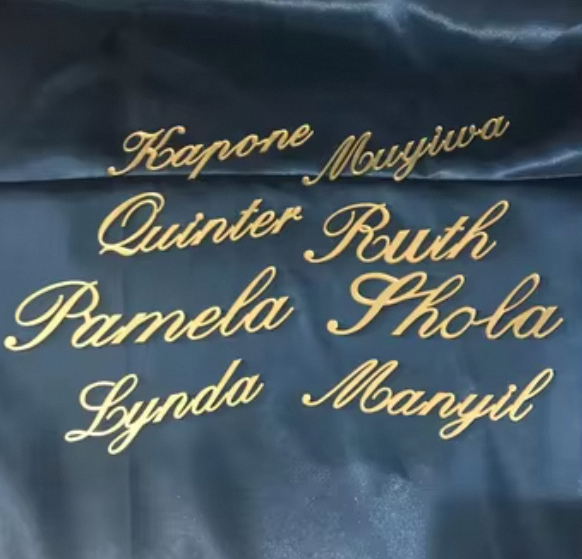 Kapone Muyiwa
Quinter Ruth
Pamela Shola
Lynda Manyil